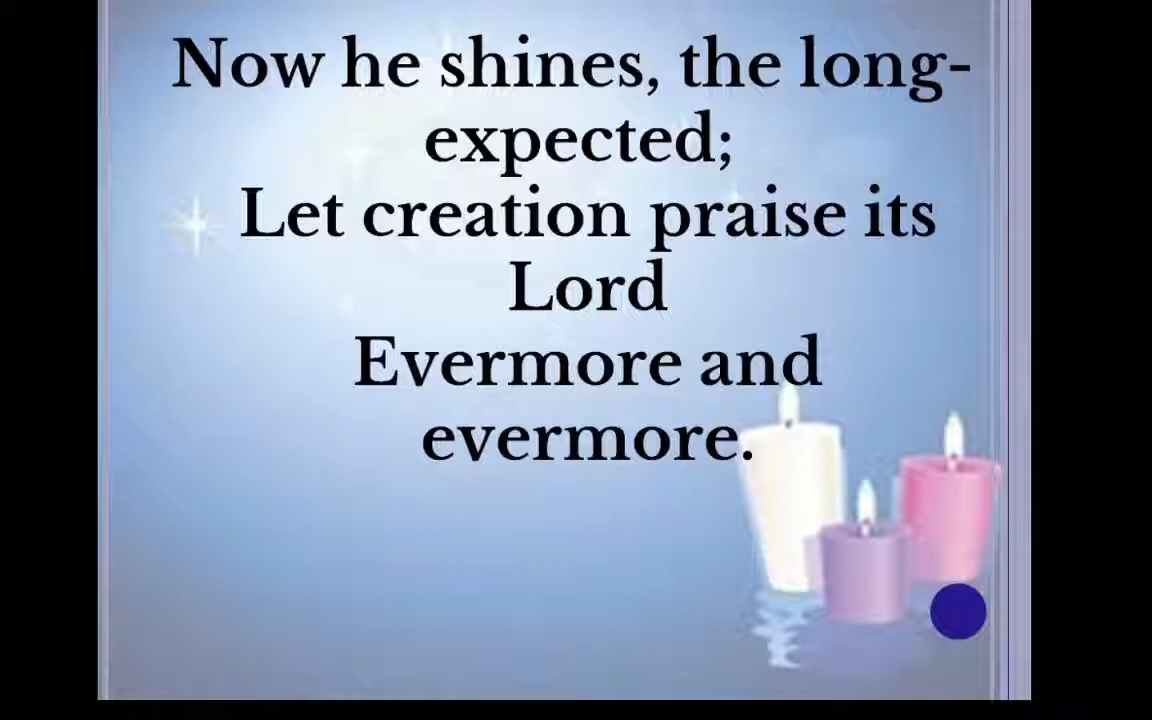 Now he shines, the long-
expected;
Let creation praise its
Lord
Evermore and
evermore.